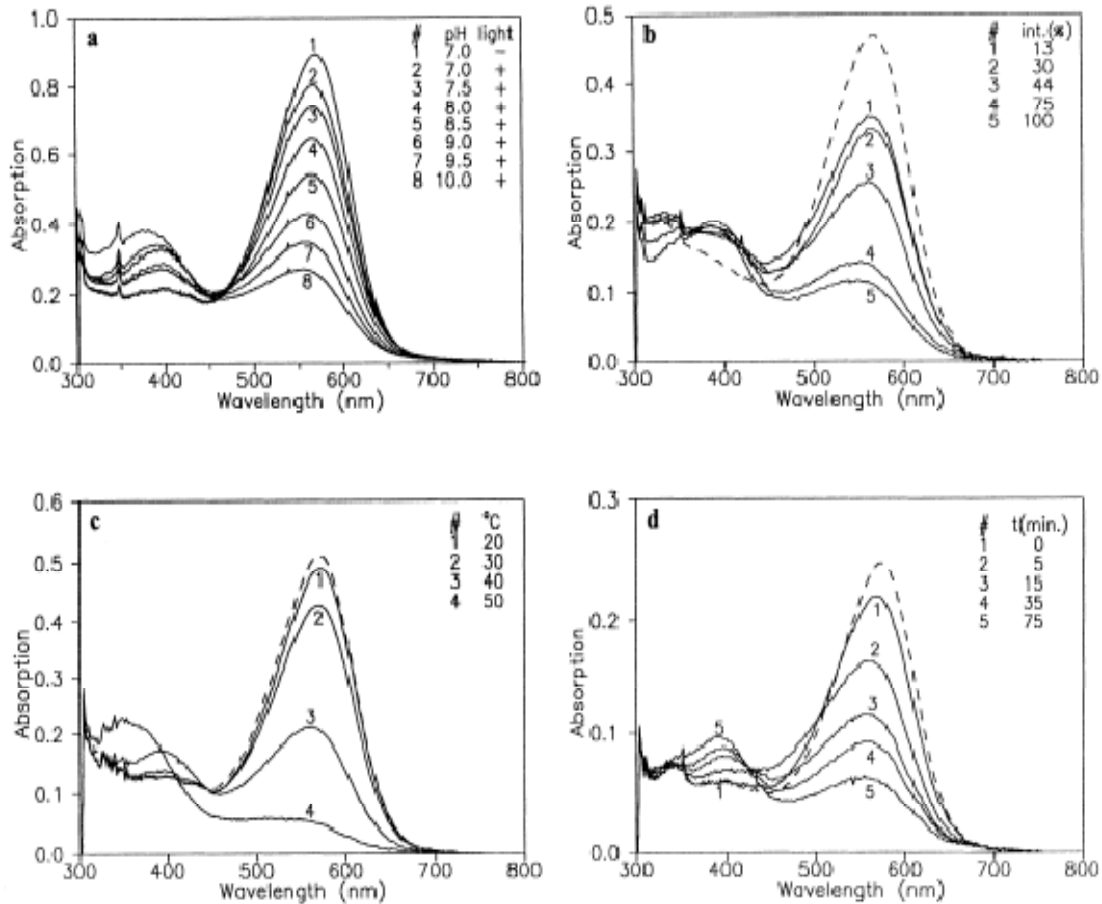 a
# pH light
1 7.0 –
2 7.0 +
3 7.5 +
4 8.0 +
5 8.5 +
6 9.0 +
7 9.5 +
8 10.0 +
1.0
0.8
0.6
0.4
0.2
0.0
Absorption
1
2
3
4
5
6
7
8
300 400 500 600 700 800
Wavelength (nm)
b
# int.(%)
1 13
2 30
3 44
4 75
5 100
0.5
0.4
0.3
0.2
0.1
0.0
Absorption
1
2
3
4
5
300 400 500 600 700 800
Wavelength (nm)
c
# °C
1 20
2 30
3 40
4 50
0.6
0.5
0.4
0.3
0.2
0.1
0.0
Absorption
1
2
3
4
300 400 500 600 700 800
Wavelength (nm)
d
# t(min.)
1 0
2 5
3 15
4 35
5 75
0.3
0.2
0.1
0.0
Absorption
1
2
3
4
5
5
1
300 400 500 600 700 800
Wavelength (nm)